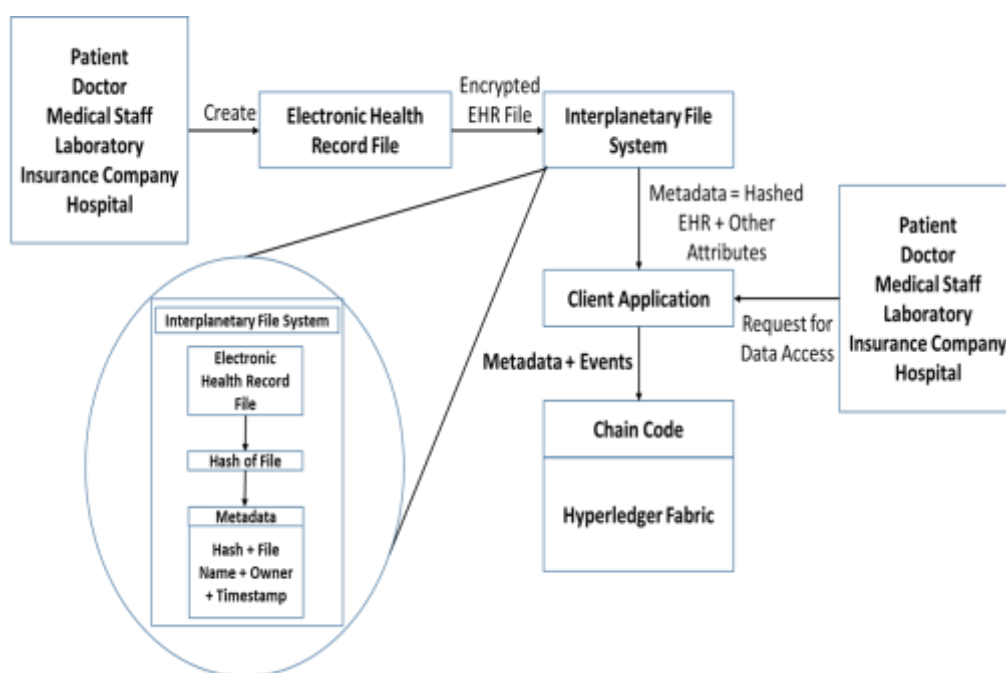 Patient
Doctor
Medical Staff
Laboratory
Insurance Company
Hospital
Create
Electronic Health
Record File
Encrypted
EHR File
Interplanetary File
System
Metadata = Hashed
EHR + Other
Attributes
Client Application
Request for
Data Access
Patient
Doctor
Medical Staff
Laboratory
Insurance Company
Hospital
Metadata + Events
Chain Code
Hyperledger Fabric
Interplanetary File System
Electronic
Health Record
File
Hash of File
Metadata
Hash + File
Name + Owner
+ Timestamp